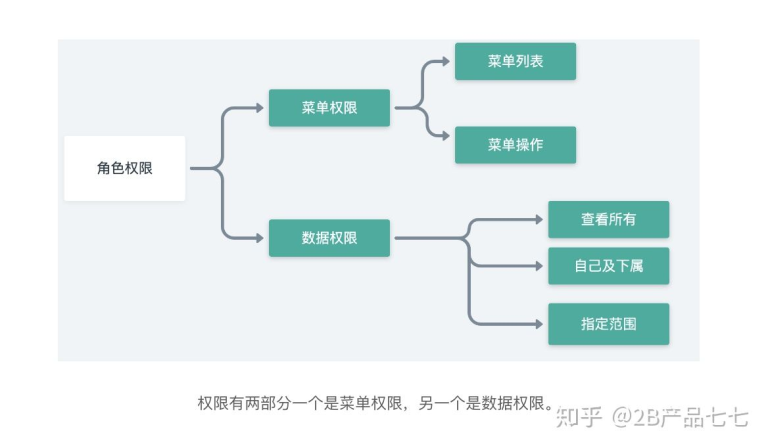 角色权限
菜单权限
菜单列表
菜单操作
数据权限
查看所有
自己及下属
指定范围
权限有两部分一个是菜单权限，另一个是数据权限。
知乎 @2B产品七七